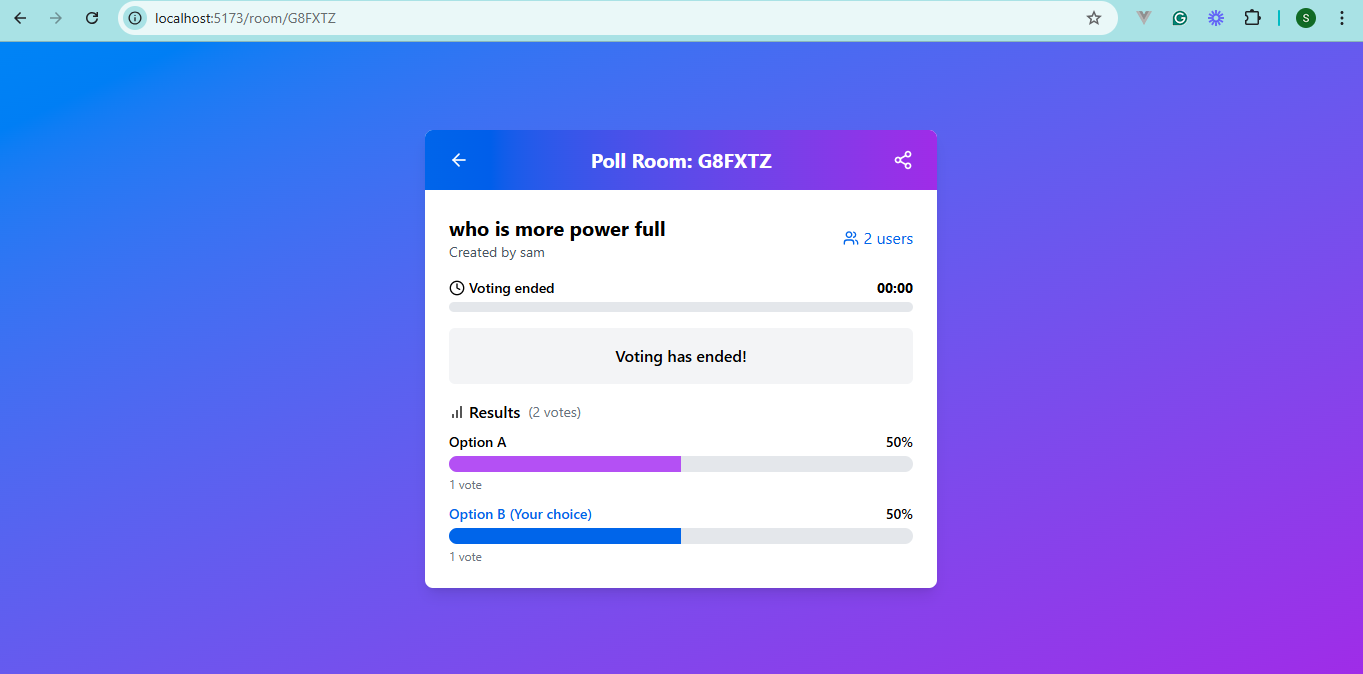 localhost:5173/room/G8FXTZ
S
Poll Room: G8FXTZ
who is more power full
Created by sam
2 users
Voting ended
00:00
Voting has ended!
Results (2 votes)
Option A
50%
1 vote
Option B (Your choice)
50%
1 vote